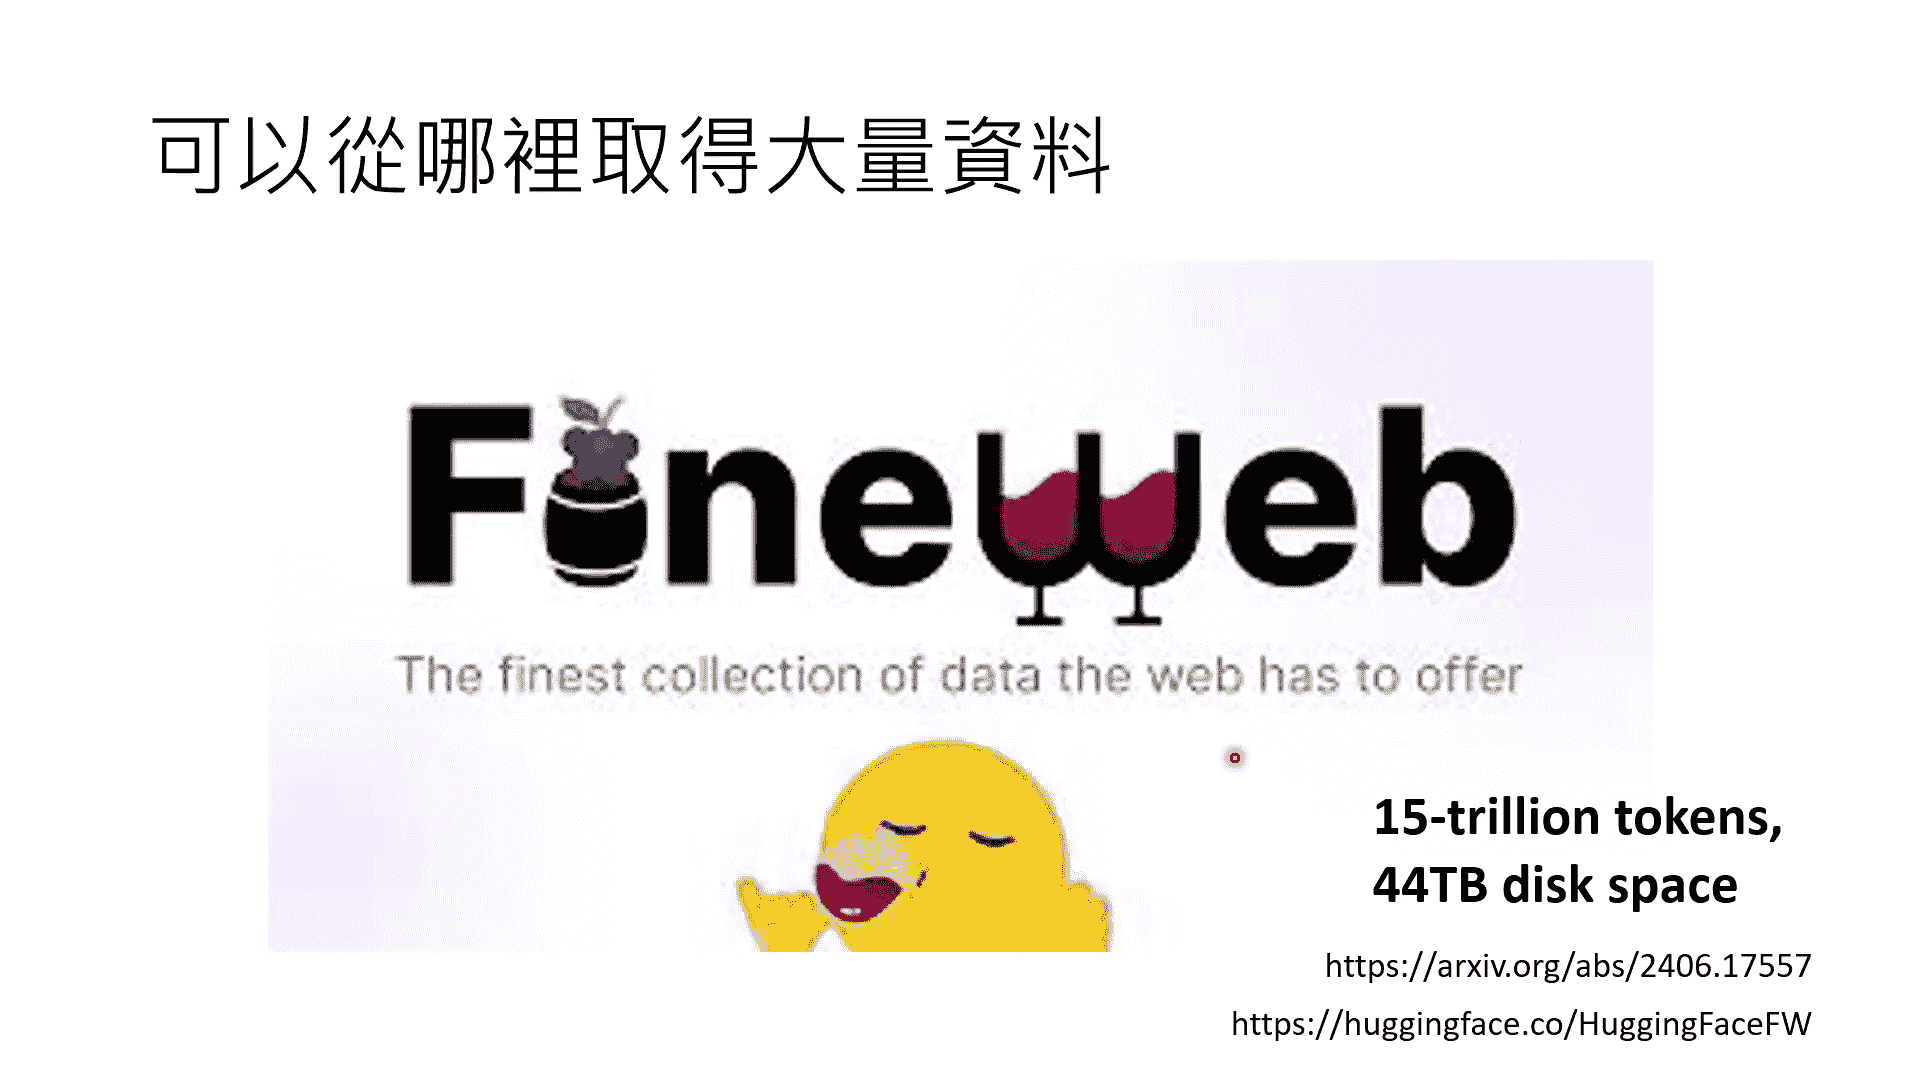 可以從哪裡取得大量資料
Fineweb
The finest collection of data the web has to offer
15-trillion tokens,
44TB disk space
https://arxiv.org/abs/2406.17557
https://huggingface.co/HuggingFaceFW